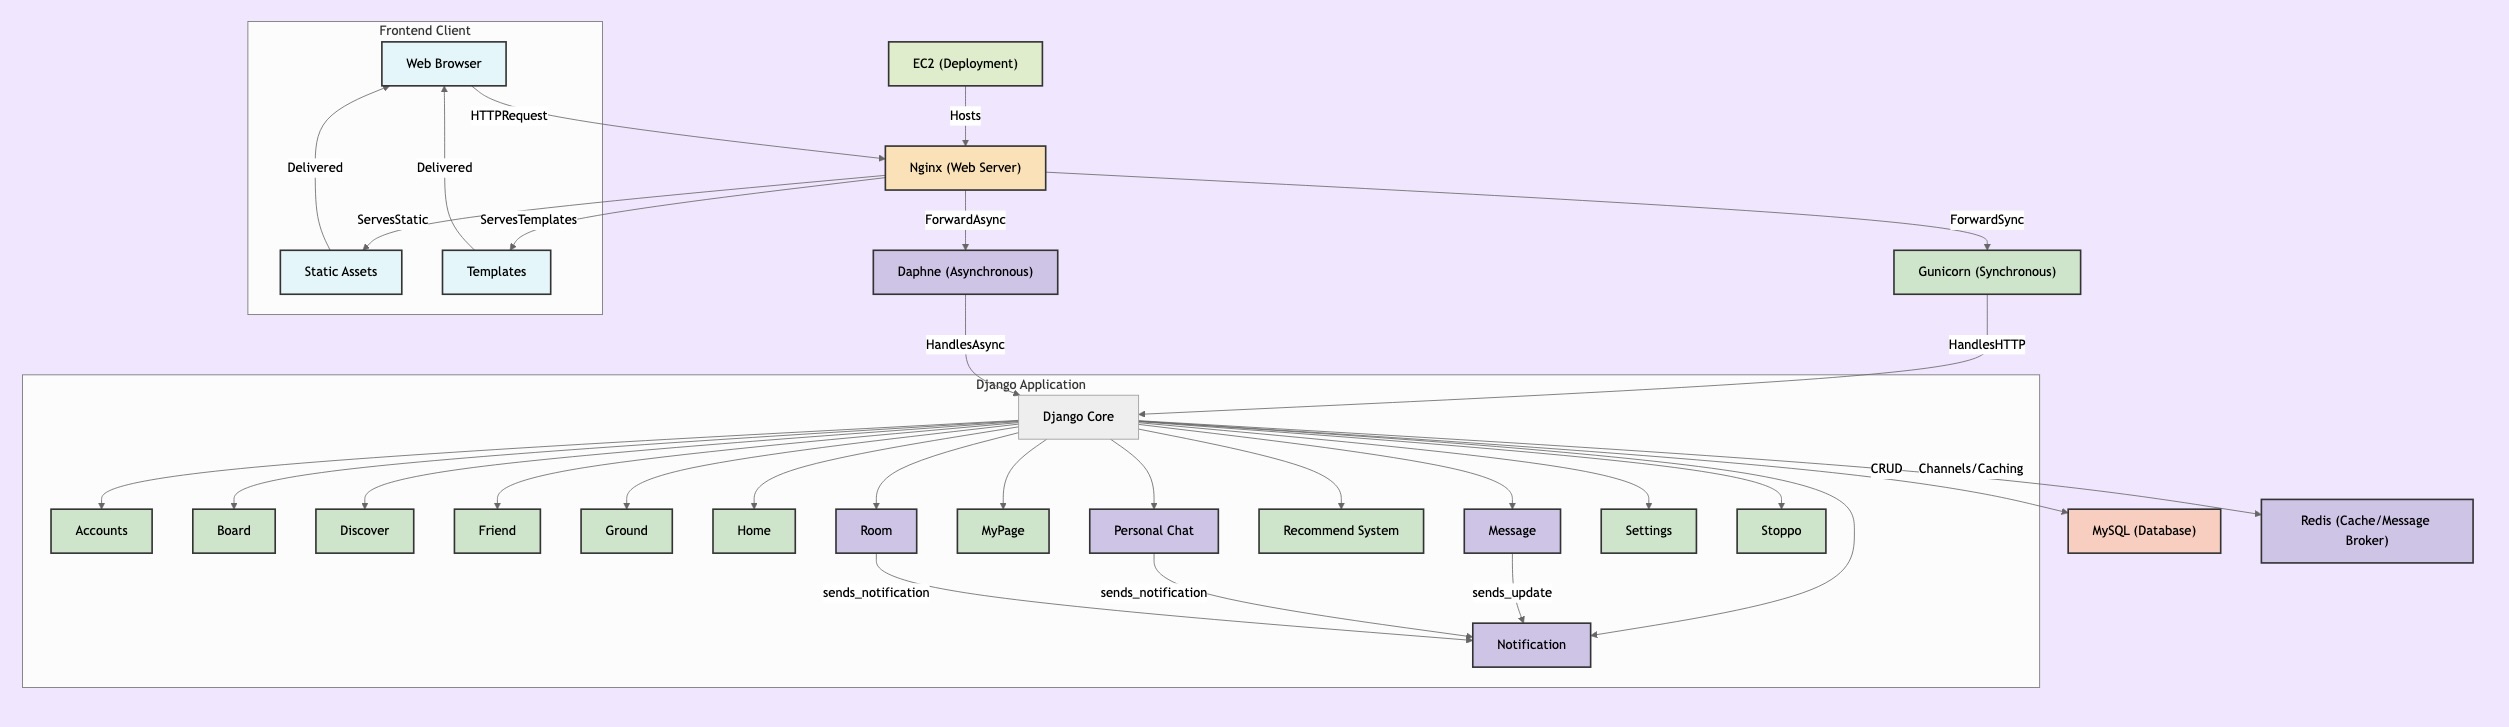 Frontend Client
Web Browser
EC2 (Deployment)
HTTPRequest
Hosts
Delivered
Delivered
Nginx (Web Server)
ServesStatic
ServesTemplates
ForwardAsync
ForwardSync
Static Assets
Templates
Daphne (Asynchronous)
Gunicorn (Synchronous)
HandlesAsync
HandlesHTTP
Django Application
Django Core
CRUD
Channels/Caching
Accounts
Board
Discover
Friend
Ground
Home
Room
MyPage
Personal Chat
Recommend System
Message
Settings
Stoppo
MySQL (Database)
Redis (Cache/Message
Broker)
sends_notification
sends_notification
sends_update
Notification